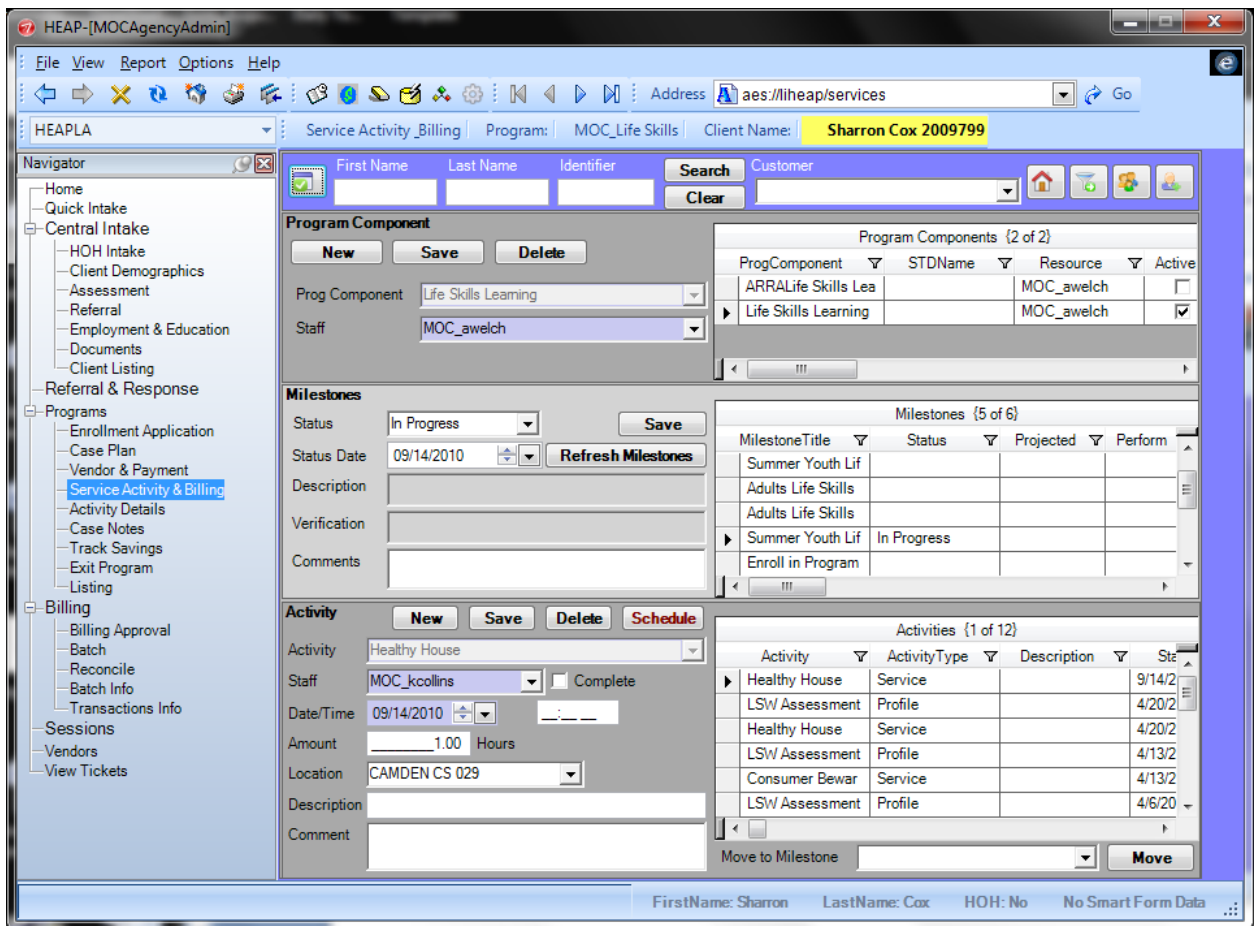 HEAP-[MOCAgencyAdmin]
File View Report Options Help
Address aes://liheap/services Go
HEAPLA Service Activity _Billing Program: MOC_Life Skills Client Name: Sharron Cox 2009799
Navigator
Home
Quick Intake
Central Intake
HOH Intake
Client Demographics
Assessment
Referral
Employment & Education
Documents
Client Listing
Referral & Response
Programs
Enrollment Application
Case Plan
Vendor & Payment
Service Activity & Billing
Activity Details
Case Notes
Track Savings
Exit Program
Listing
Billing
Billing Approval
Batch
Reconcile
Batch Info
Transactions Info
Sessions
Vendors
View Tickets
First Name Last Name Identifier Search Customer
Clear
Program Component
New Save Delete
Prog Component Life Skills Learning
Staff MOC_awelch
Program Components {2 of 2}
ProgComponent STDName Resource Active
ARRALife Skills Lea MOC_awelch
Life Skills Learning MOC_awelch
Milestones
Status In Progress Save
Status Date 09/14/2010 Refresh Milestones
Description
Verification
Comments
Milestones {5 of 6}
MilestoneTitle Status Projected Perform
Summer Youth Lif
Adults Life Skills
Adults Life Skills
Summer Youth Lif In Progress
Enroll in Program
Activity New Save Delete Schedule
Activity Healthy House
Staff MOC_kcollins Complete
Date/Time 09/14/2010 __:__ __
Amount ________1.00 Hours
Location CAMDEN CS 029
Description
Comment
Activities {1 of 12}
Activity ActivityType Description Sta
Healthy House Service 9/14/2
LSW Assessment Profile 4/20/2
Healthy House Service 4/20/2
LSW Assessment Profile 4/13/2
Consumer Bewar Service 4/13/2
LSW Assessment Profile 4/6/20
Move to Milestone Move
FirstName: Sharron LastName: Cox HOH: No No Smart Form Data